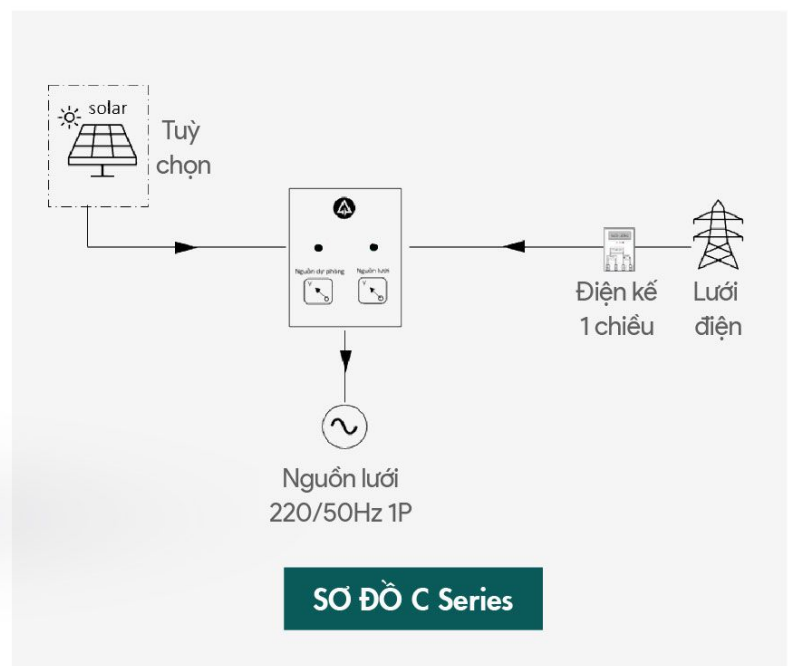 solar
Tuỳ
chọn
Nguồn dự phòng
Nguồn lưới
V
V
Điện kế
1 chiều
Lưới
điện
Nguồn lưới
220/50Hz 1P
SƠ ĐỒ C Series